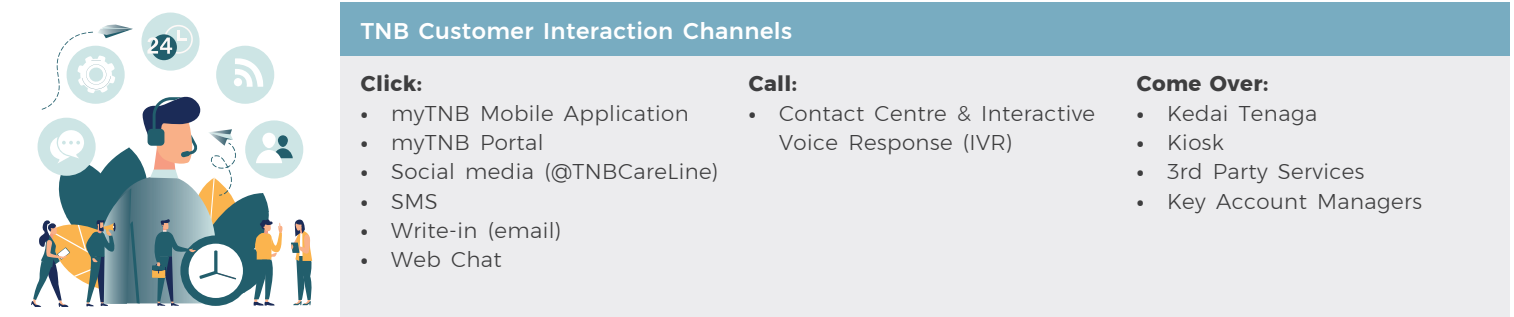 24
TNB Customer Interaction Channels
Click:
• myTNB Mobile Application
• myTNB Portal
• Social media (@TNBCareLine)
• SMS
• Write-in (email)
• Web Chat
Call:
• Contact Centre & Interactive
Voice Response (IVR)
Come Over:
• Kedai Tenaga
• Kiosk
• 3rd Party Services
• Key Account Managers